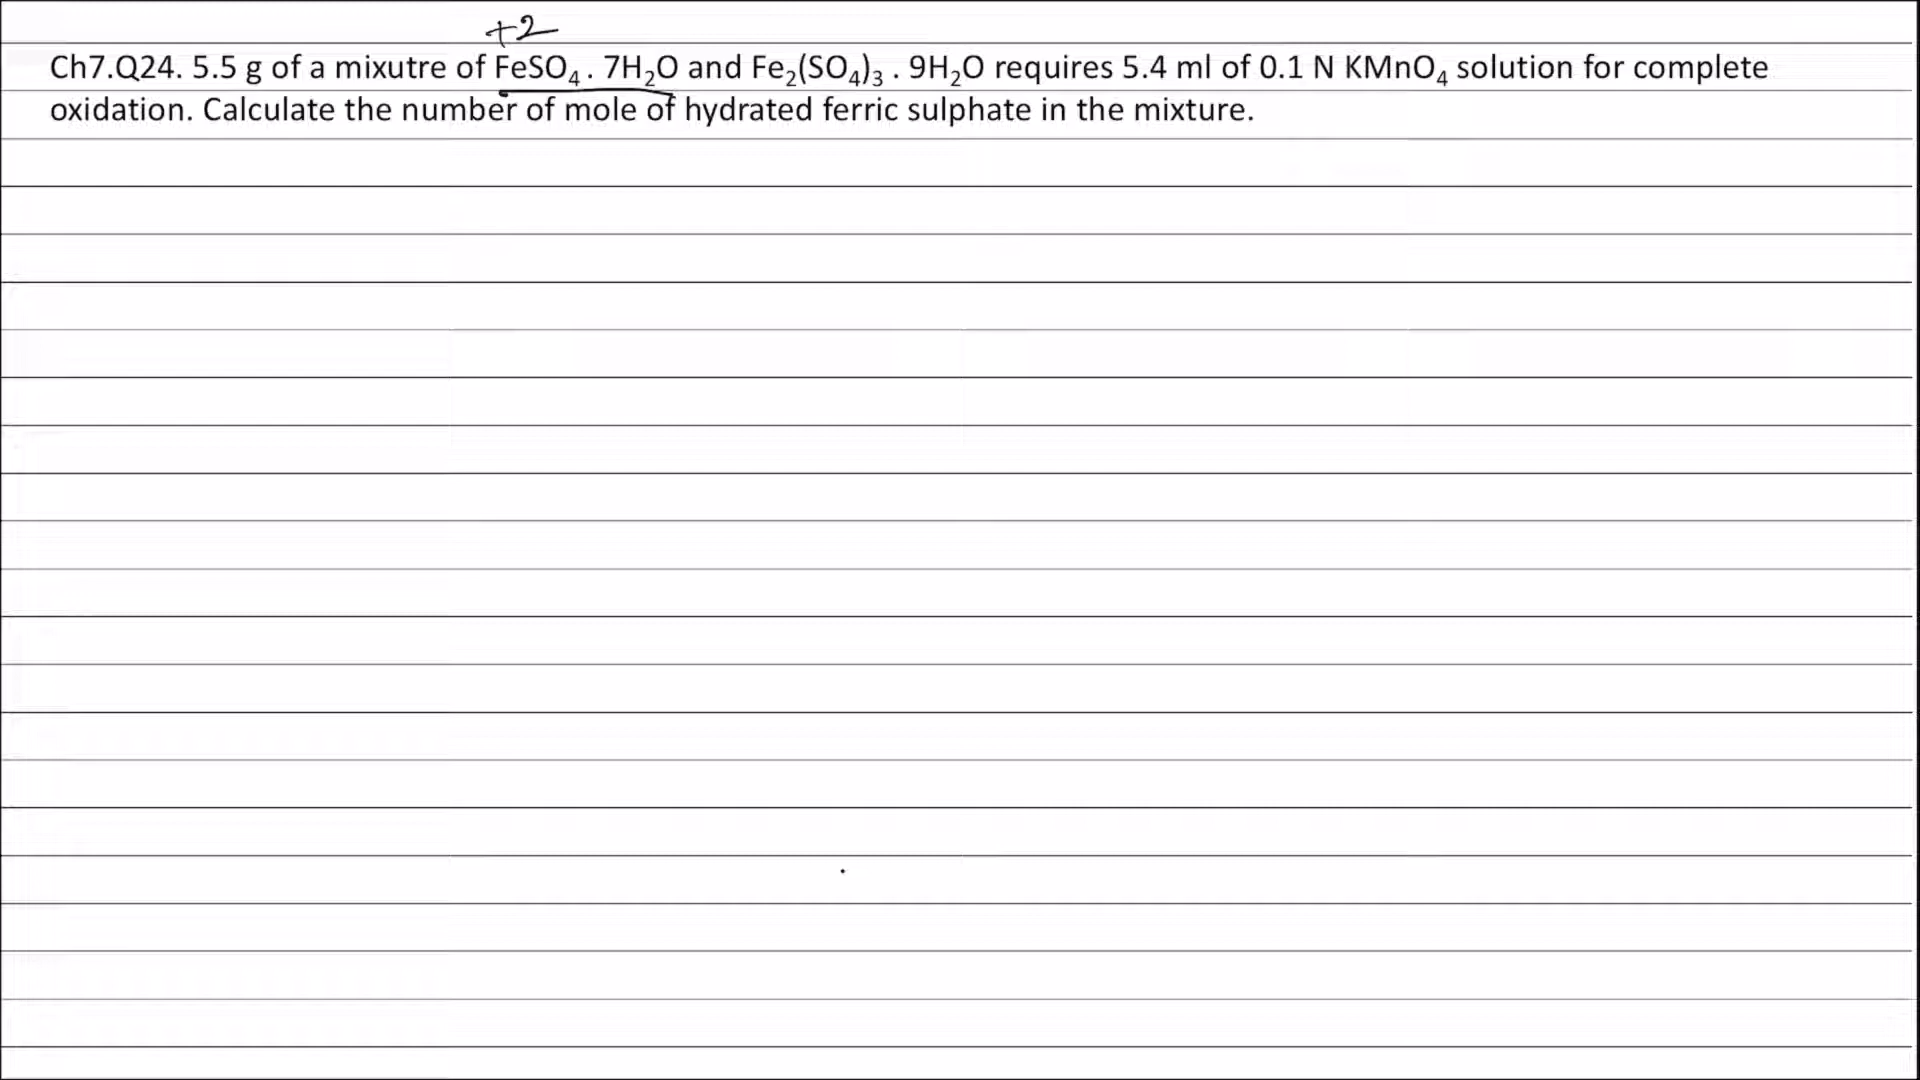 +2
Ch7.Q24. 5.5 g of a mixutre of FeSO₄ . 7H₂O and Fe₂(SO₄)₃ . 9H₂O requires 5.4 ml of 0.1 N KMnO₄ solution for complete
oxidation. Calculate the number of mole of hydrated ferric sulphate in the mixture.